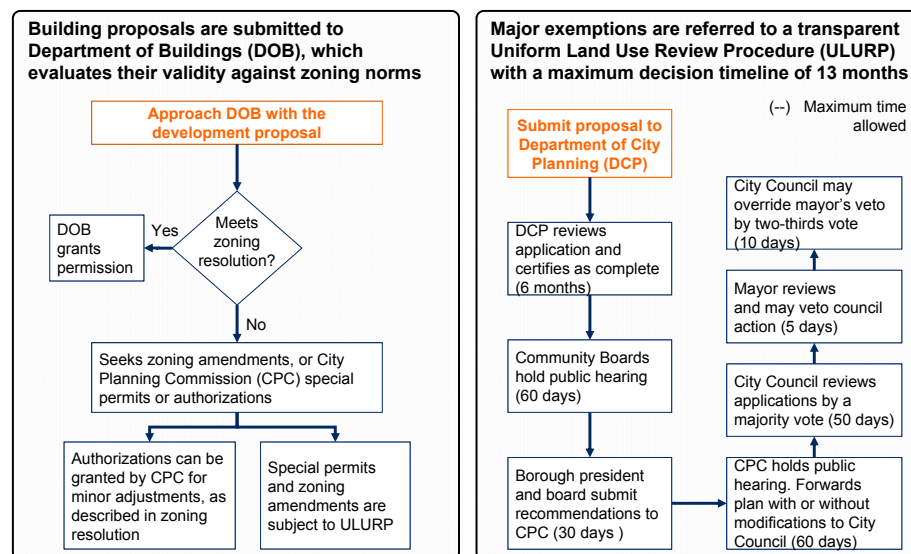 Building proposals are submitted to
Department of Buildings (DOB), which
evaluates their validity against zoning norms
Approach DOB with the
development proposal
Meets
zoning
resolution?
Yes
DOB
grants
permission
No
Seeks zoning amendments, or City
Planning Commission (CPC) special
permits or authorizations
Authorizations can be
granted by CPC for
minor adjustments, as
described in zoning
resolution
Special permits
and zoning
amendments are
subject to ULURP
Major exemptions are referred to a transparent
Uniform Land Use Review Procedure (ULURP)
with a maximum decision timeline of 13 months
(--) Maximum time
allowed
Submit proposal to
Department of City
Planning (DCP)
DCP reviews
application and
certifies as complete
(6 months)
Community Boards
hold public hearing
(60 days)
Borough president
and board submit
recommendations to
CPC (30 days )
CPC holds public
hearing. Forwards
plan with or without
modifications to City
Council (60 days)
City Council reviews
applications by a
majority vote (50 days)
Mayor reviews
and may veto council
action (5 days)
City Council may
override mayor's veto
by two-thirds vote
(10 days)